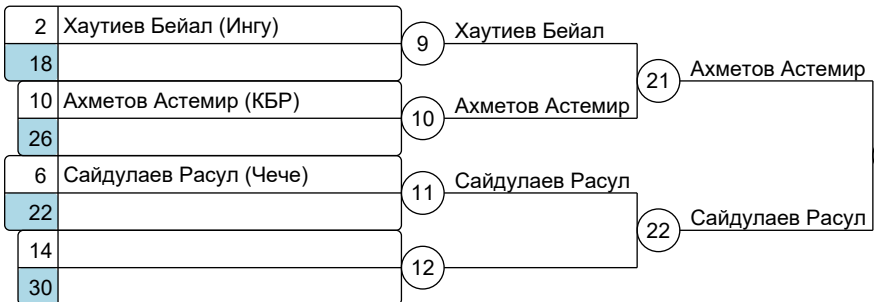 2 Хаутиев Бейал (Ингу)
9 Хаутиев Бейал
18
21 Ахметов Астемир
10 Ахметов Астемир (КБР)
10 Ахметов Астемир
26
6 Сайдулаев Расул (Чече)
11 Сайдулаев Расул
22
22 Сайдулаев Расул
14
12
30